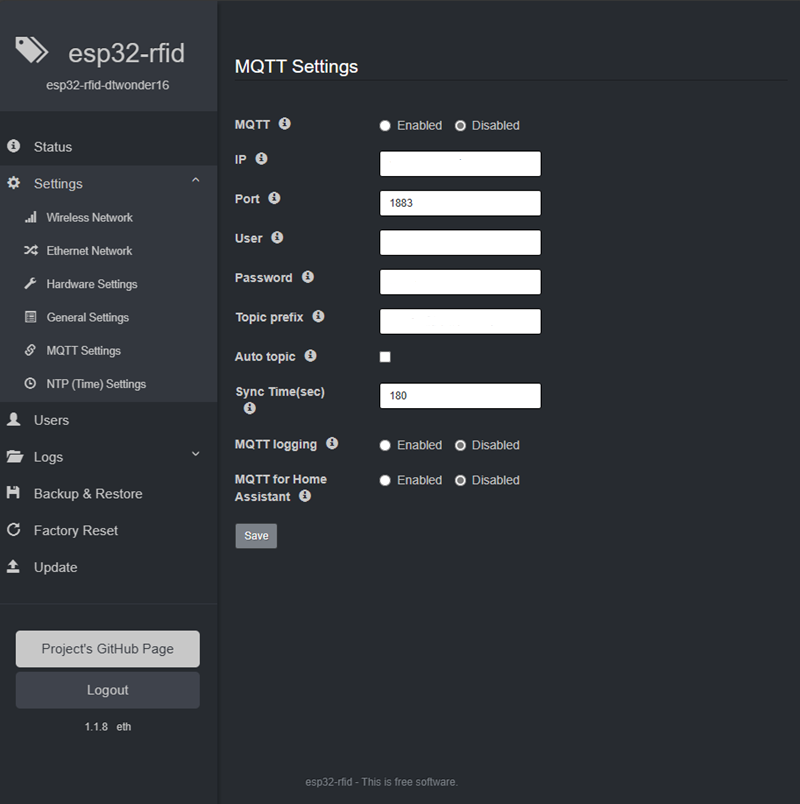 esp32-rfid
esp32-rfid-dtwonder16
Status
Settings
Wireless Network
Ethernet Network
Hardware Settings
General Settings
MQTT Settings
NTP (Time) Settings
Users
Logs
Backup & Restore
Factory Reset
Update
Project's GitHub Page
Logout
1.1.8 eth
MQTT Settings
MQTT Enabled Disabled
IP
Port 1883
User
Password
Topic prefix
Auto topic
Sync Time(sec) 180
MQTT logging Enabled Disabled
MQTT for Home Enabled Disabled
Assistant
Save
esp32-rfid - This is free software.